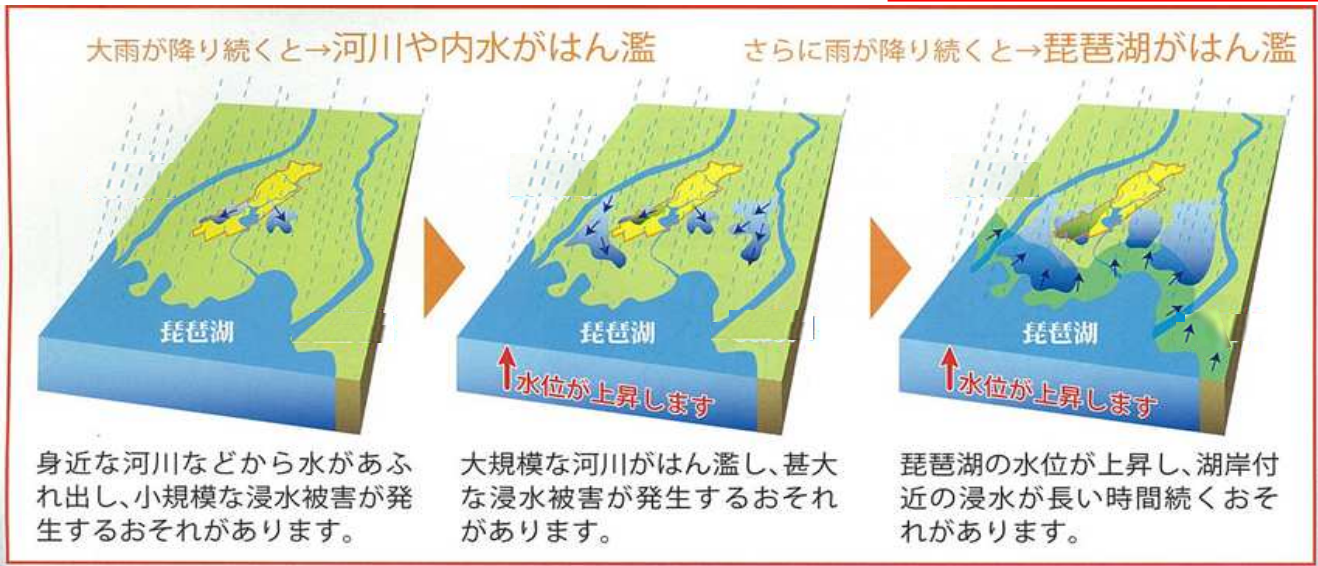 大雨が降り続くと→河川や内水がはん濫
さらに雨が降り続くと→琵琶湖がはん濫
琵琶湖
琵琶湖
水位が上昇します
琵琶湖
水位が上昇します
身近な河川などから水があふ
れ出し、小規模な浸水被害が発
生するおそれがあります。
大規模な河川がはん濫し、甚大
な浸水被害が発生するおそれ
があります。
琵琶湖の水位が上昇し、湖岸付
近の浸水が長い時間続くおそ
れがあります。